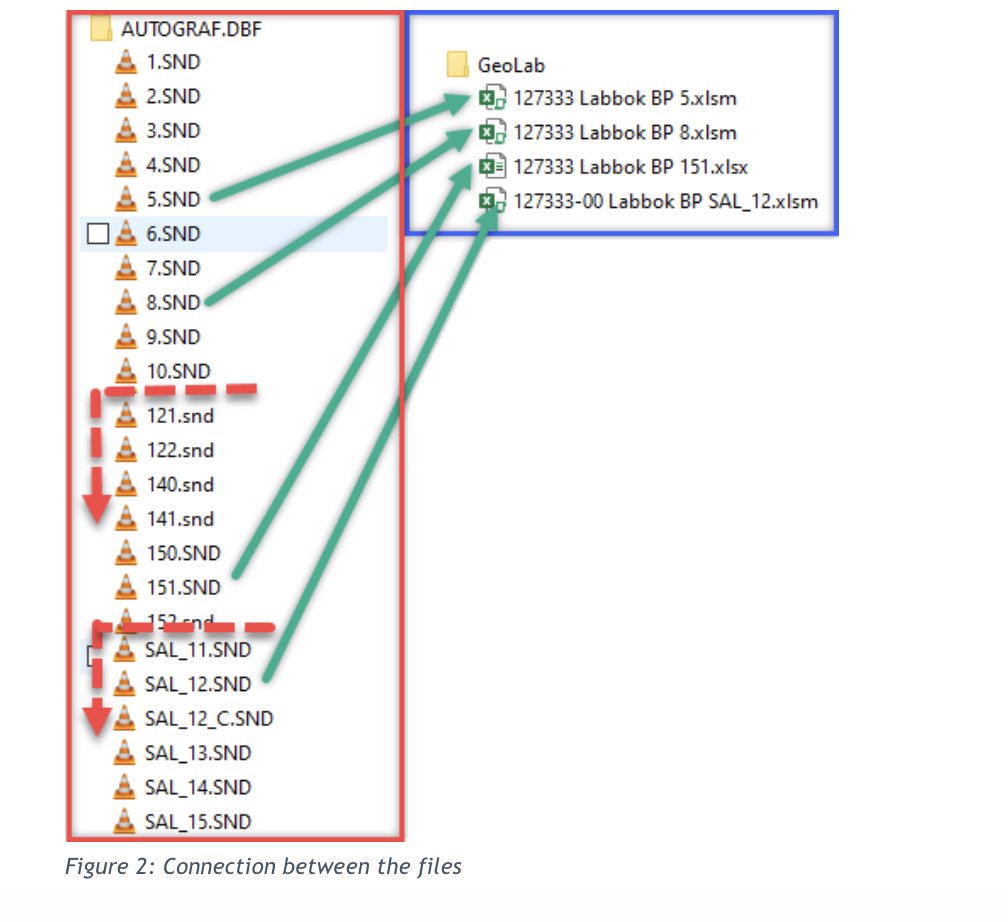 AUTOGRAF.DBF
1.SND
2.SND
3.SND
4.SND
5.SND
6.SND
7.SND
8.SND
9.SND
10.SND
121.snd
122.snd
140.snd
141.snd
150.SND
151.SND
152.snd
SAL_11.SND
SAL_12.SND
SAL_12_C.SND
SAL_13.SND
SAL_14.SND
SAL_15.SND
GeoLab
127333 Labbok BP 5.xlsm
127333 Labbok BP 8.xlsm
127333 Labbok BP 151.xlsx
127333-00 Labbok BP SAL_12.xlsm
Figure 2: Connection between the files